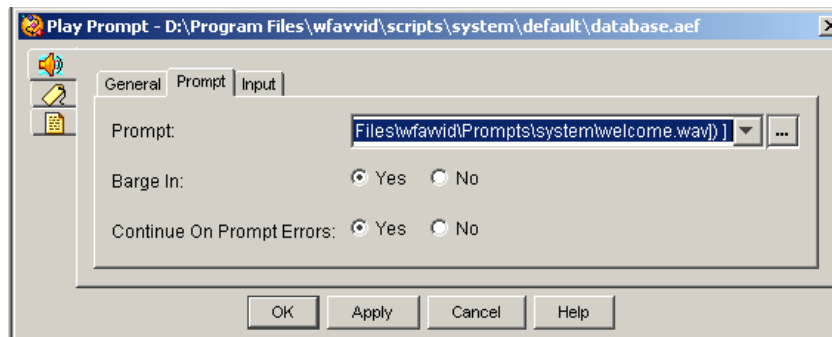 Play Prompt - D:\Program Files\wfavvid\scripts\system\default\database.aef
General Prompt Input
Prompt: Files\wfavvid\Prompts\system\welcome.wav]) ] ...
Barge In: Yes No
Continue On Prompt Errors: Yes No
OK Apply Cancel Help